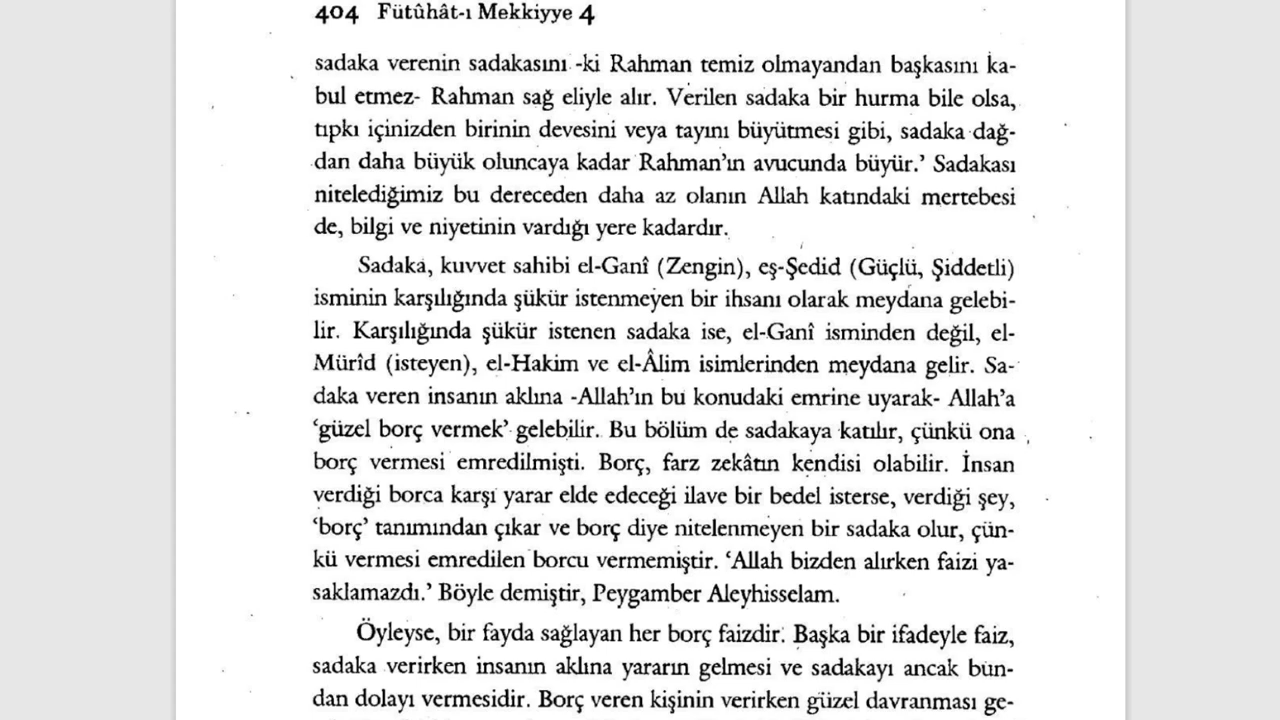 404 Fütûhât-ı Mekkiyye 4
sadaka verenin sadakasını -ki Rahman temiz olmayandan başkasını ka-
bul etmez- Rahman sağ eliyle alır. Verilen sadaka bir hurma bile olsa,
tıpkı içinizden birinin devesini veya tayını büyütmesi gibi, sadaka dağ-
dan daha büyük oluncaya kadar Rahman'ın avucunda büyür.' Sadakası
nitelediğimiz bu dereceden daha az olanın Allah katındaki mertebesi
de, bilgi ve niyetinin vardığı yere kadardır.
Sadaka, kuvvet sahibi el-Ganî (Zengin), eş-Şedid (Güçlü, Şiddetli)
isminin karşılığında şükür istenmeyen bir ihsanı olarak meydana gelebi-
lir. Karşılığında şükür istenen sadaka ise, el-Ganî isminden değil, el-
Mürîd (isteyen), el-Hakim ve el-Âlim isimlerinden meydana gelir. Sa-
daka veren insanın aklına -Allah'ın bu konudaki emrine uyarak- Allah'a
'güzel borç vermek' gelebilir. Bu bölüm de sadakaya katılır, çünkü ona
borç vermesi emredilmişti. Borç, farz zekâtın kendisi olabilir. İnsan
verdiği borca karşı yarar elde edeceği ilave bir bedel isterse, verdiği şey,
'borç' tanımından çıkar ve borç diye nitelenmeyen bir sadaka olur, çün-
kü vermesi emredilen borcu vermemiştir. 'Allah bizden alırken faizi ya-
saklamazdı.' Böyle demiştir, Peygamber Aleyhisselam.
Öyleyse, bir fayda sağlayan her borç faizdir. Başka bir ifadeyle faiz,
sadaka verirken insanın aklına yararın gelmesi ve sadakayı ancak bun-
dan dolayı vermesidir. Borç veren kişinin verirken güzel davranması ge-